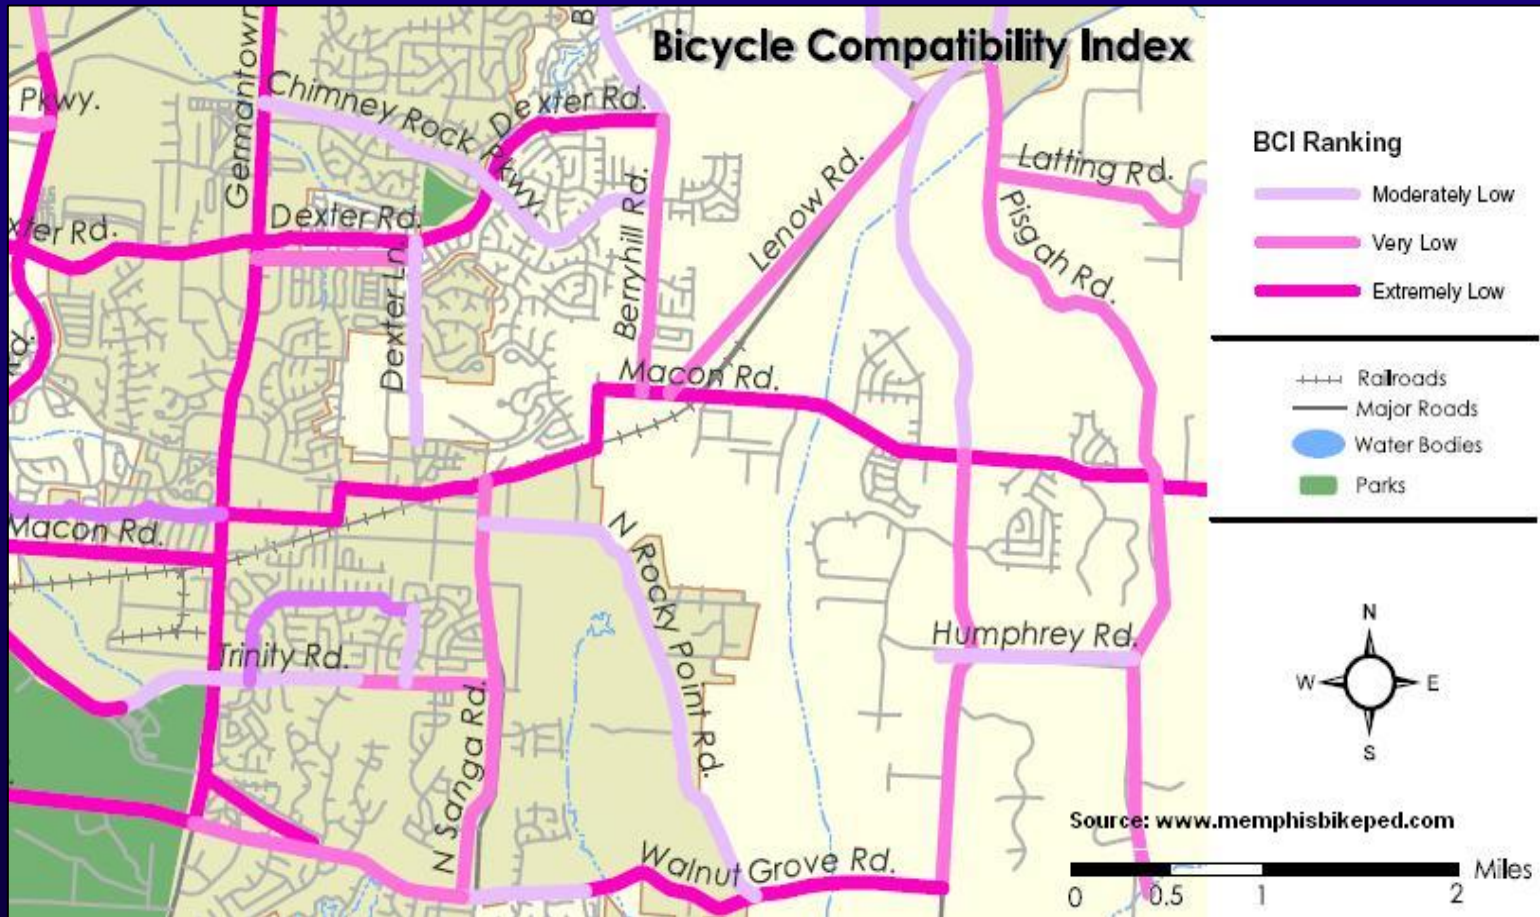 Bicycle Compatibility Index
B
Germantown
Pkwy.
Chimney Rock Pkwy.
Dexter Rd.
Berryhill Rd.
Lenow Rd.
Latting Rd.
Pisgah Rd.
xter Rd.
Dexter Rd.
Dexter Ln.
Rd.
Macon Rd.
Macon Rd.
N Rocky Point Rd.
Humphrey Rd.
Trinity Rd.
N Sanga Rd.
Walnut Grove Rd.
BCI Ranking
Moderately Low
Very Low
Extremely Low
Railroads
Major Roads
Water Bodies
Parks
N
W E
S
Source: www.memphisbikeped.com
Miles
0 0.5 1 2